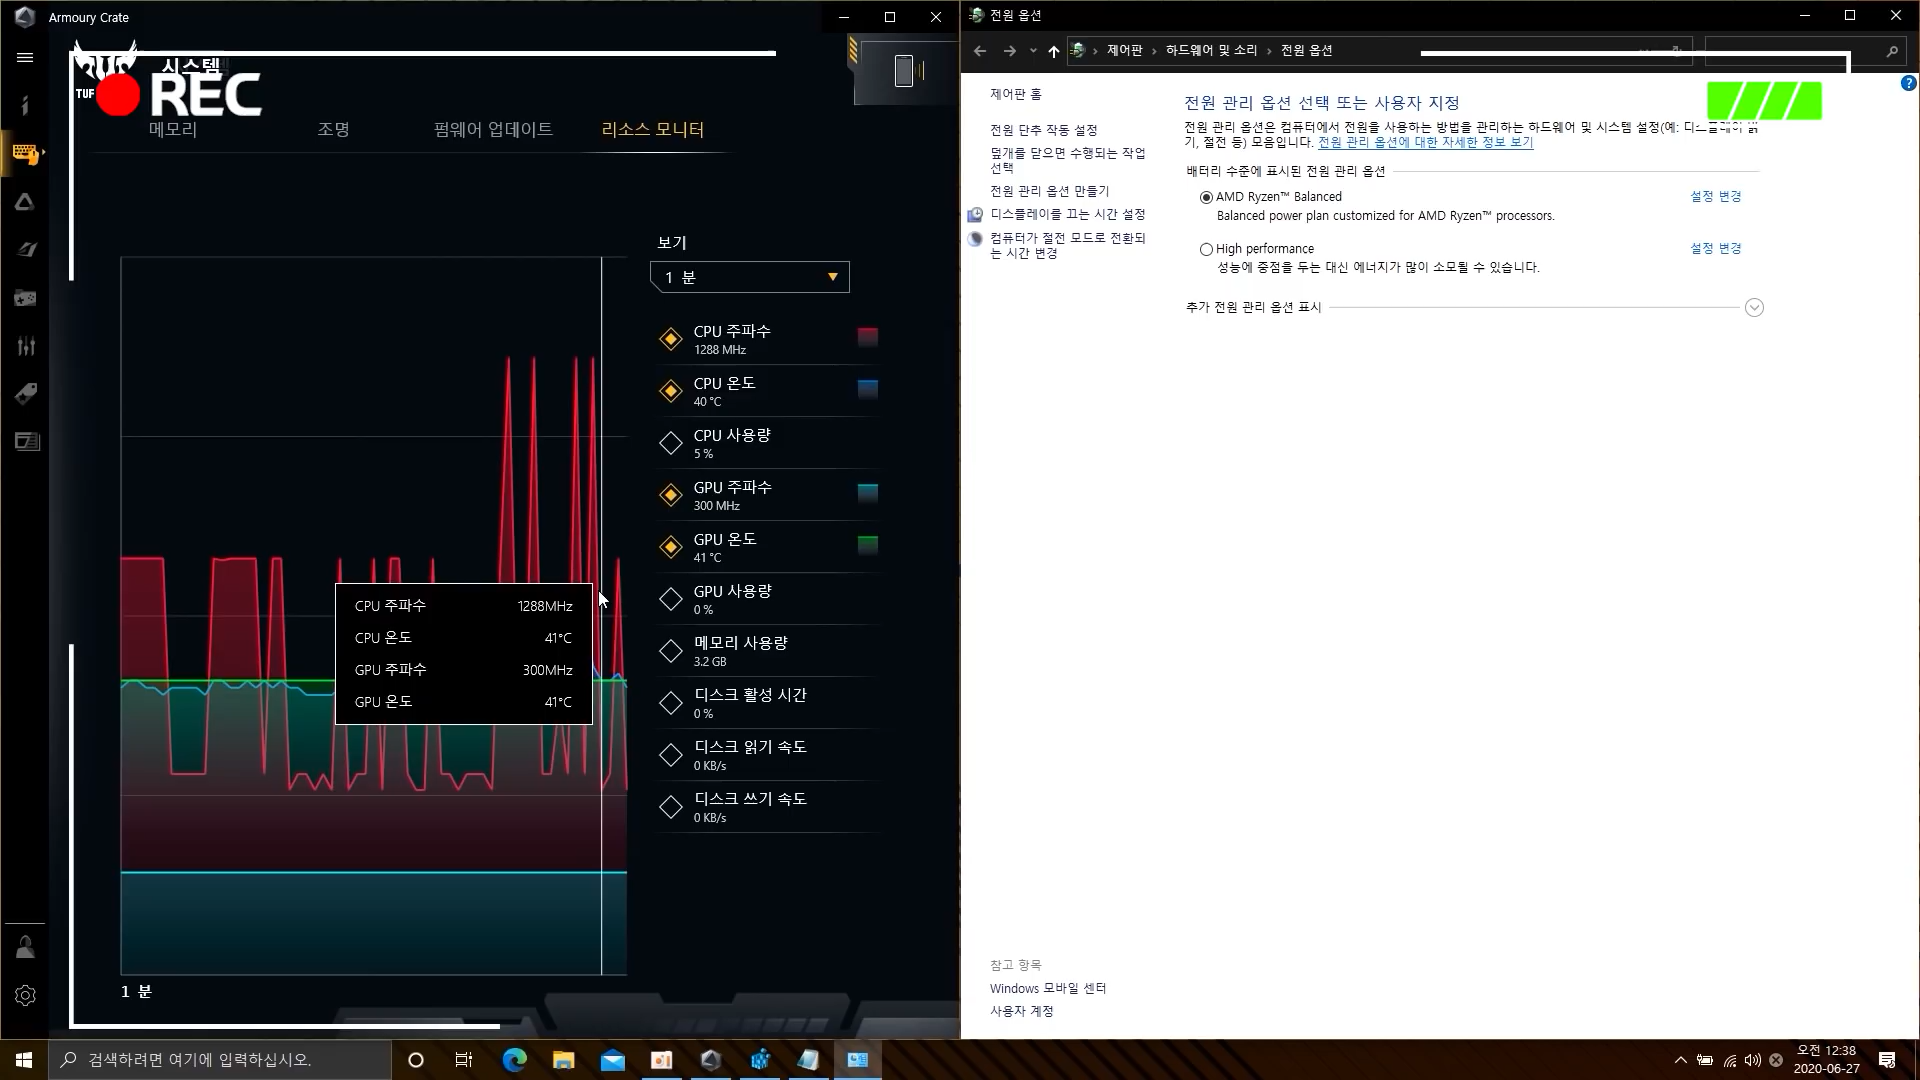 Armoury Crate
시스템
TUF
REC
메모리
조명
펌웨어 업데이트
리소스 모니터
보기
1 분
CPU 주파수
1288 MHz
CPU 온도
40 °C
CPU 사용량
5 %
GPU 주파수
300 MHz
GPU 온도
41 °C
GPU 사용량
0 %
메모리 사용량
3.2 GB
디스크 활성 시간
0 %
디스크 읽기 속도
0 KB/s
디스크 쓰기 속도
0 KB/s
CPU 주파수 1288MHz
CPU 온도 41°C
GPU 주파수 300MHz
GPU 온도 41°C
1 분
전원 옵션
제어판 › 하드웨어 및 소리 › 전원 옵션
제어판 홈
전원 단추 작동 설정
덮개를 닫으면 수행되는 작업
선택
전원 관리 옵션 만들기
디스플레이를 끄는 시간 설정
컴퓨터가 절전 모드로 전환되
는 시간 변경
전원 관리 옵션 선택 또는 사용자 지정
전원 관리 옵션은 컴퓨터에서 전원을 사용하는 방법을 관리하는 하드웨어 및 시스템 설정(예: 디스플레이 밝
기, 절전 등) 모음입니다. 전원 관리 옵션에 대한 자세한 정보 보기
배터리 수준에 표시된 전원 관리 옵션
AMD Ryzen™ Balanced 설정 변경
Balanced power plan customized for AMD Ryzen™ processors.
High performance 설정 변경
성능에 중점을 두는 대신 에너지가 많이 소모될 수 있습니다.
추가 전원 관리 옵션 표시
참고 항목
Windows 모바일 센터
사용자 계정
검색하려면 여기에 입력하십시오.
오전 12:38
2020-06-27